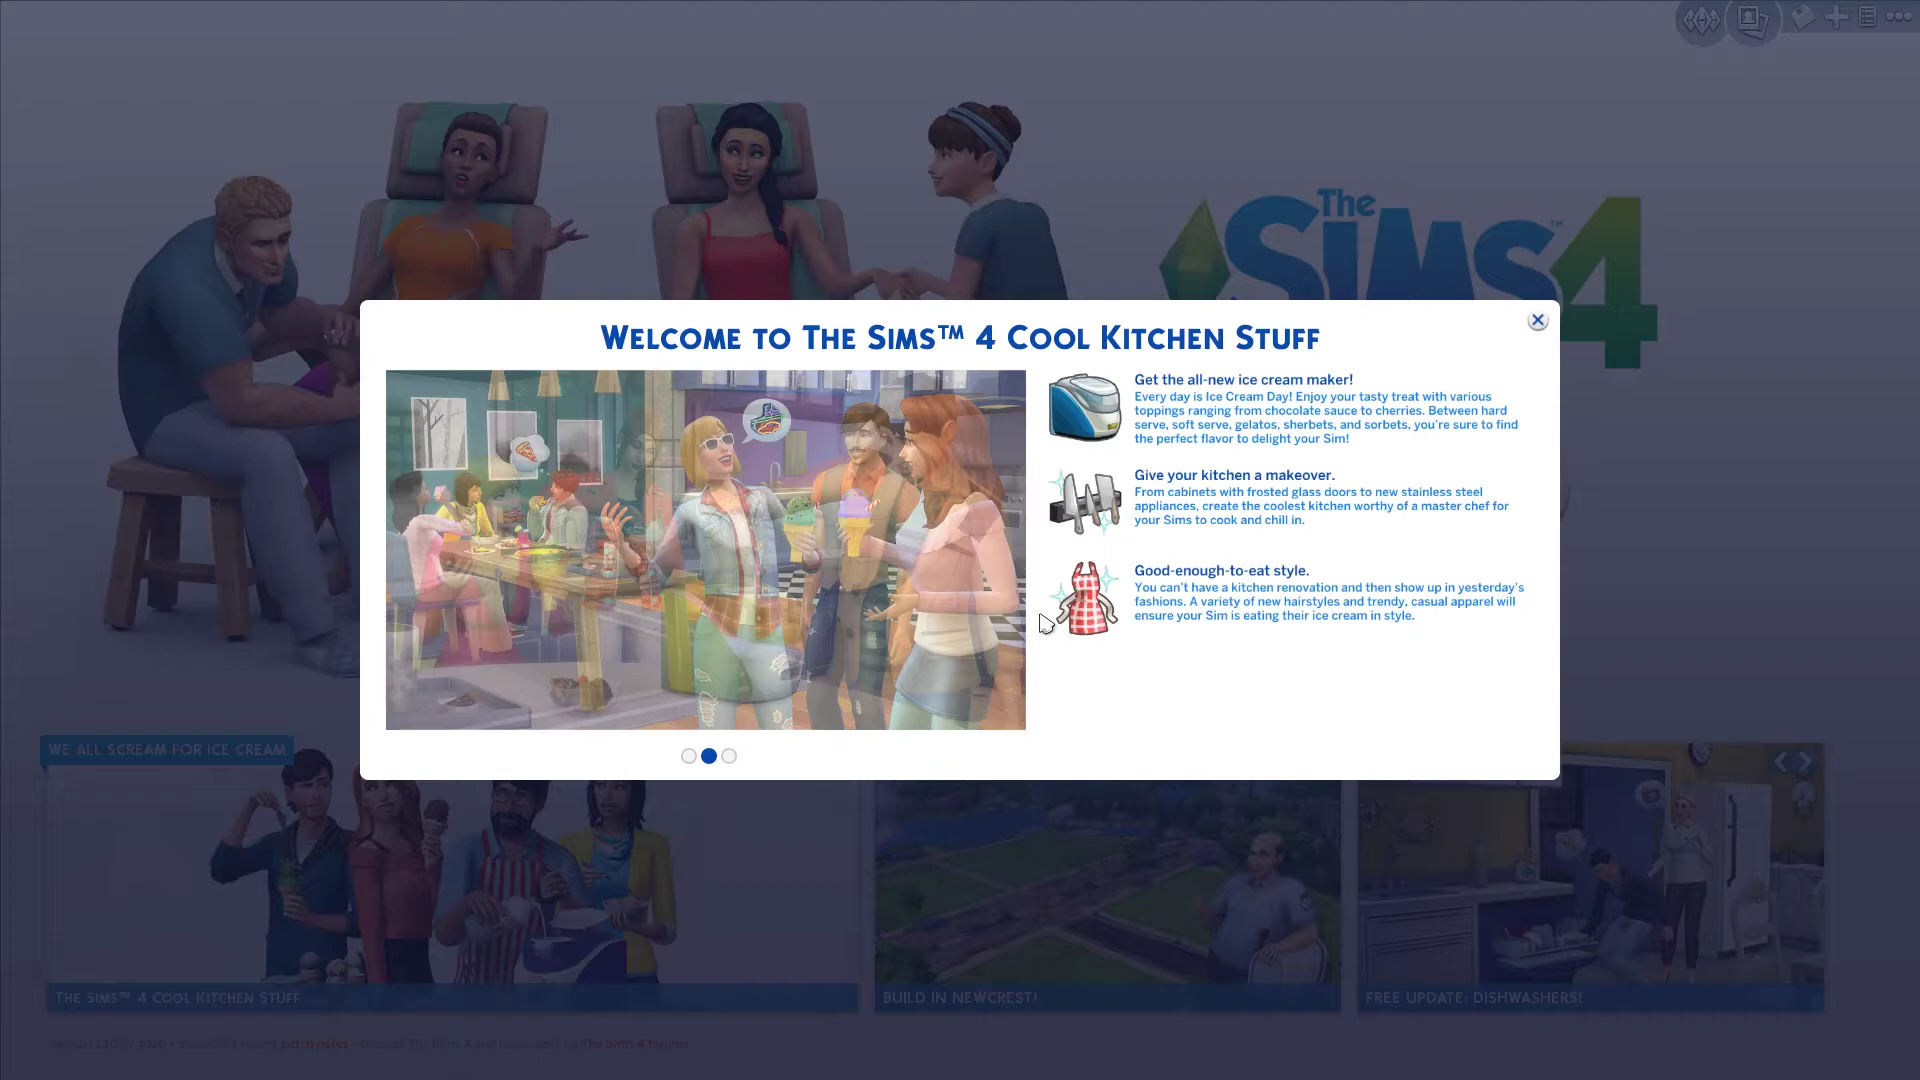 The
SiMS 4
WELCOME TO THE SIMS™ 4 COOL KITCHEN STUFF
Get the all-new ice cream maker!
Every day is Ice Cream Day! Enjoy your tasty treat with various
toppings ranging from chocolate sauce to cherries. Between hard
serve, soft serve, gelatos, sherbets, and sorbets, you're sure to find
the perfect flavor to delight your Sim!
Give your kitchen a makeover.
From cabinets with frosted glass doors to new stainless steel
appliances, create the coolest kitchen worthy of a master chef for
your Sims to cook and chill in.
Good-enough-to-eat style.
You can't have a kitchen renovation and then show up in yesterday's
fashions. A variety of new hairstyles and trendy, casual apparel will
ensure your Sim is eating their ice cream in style.
WE ALL SCREAM FOR ICE CREAM
THE SIMS™ 4 COOL KITCHEN STUFF
BUILD IN NEWCREST!
FREE UPDATE: DISHWASHERS!
patch notes The Sims 4 forums